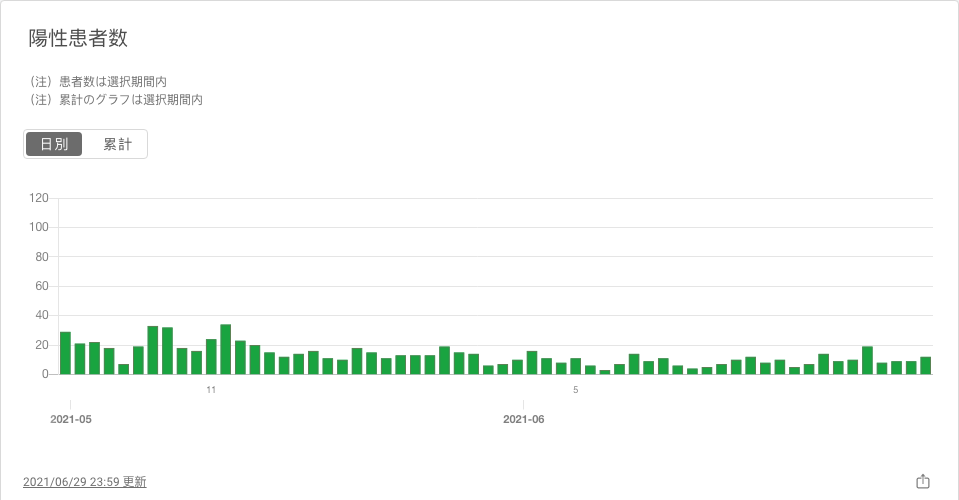 陽性患者数
（注）患者数は選択期間内
（注）累計のグラフは選択期間内
日別 累計
120
100
80
60
40
20
0
11 5
2021-05 2021-06
2021/06/29 23:59 更新